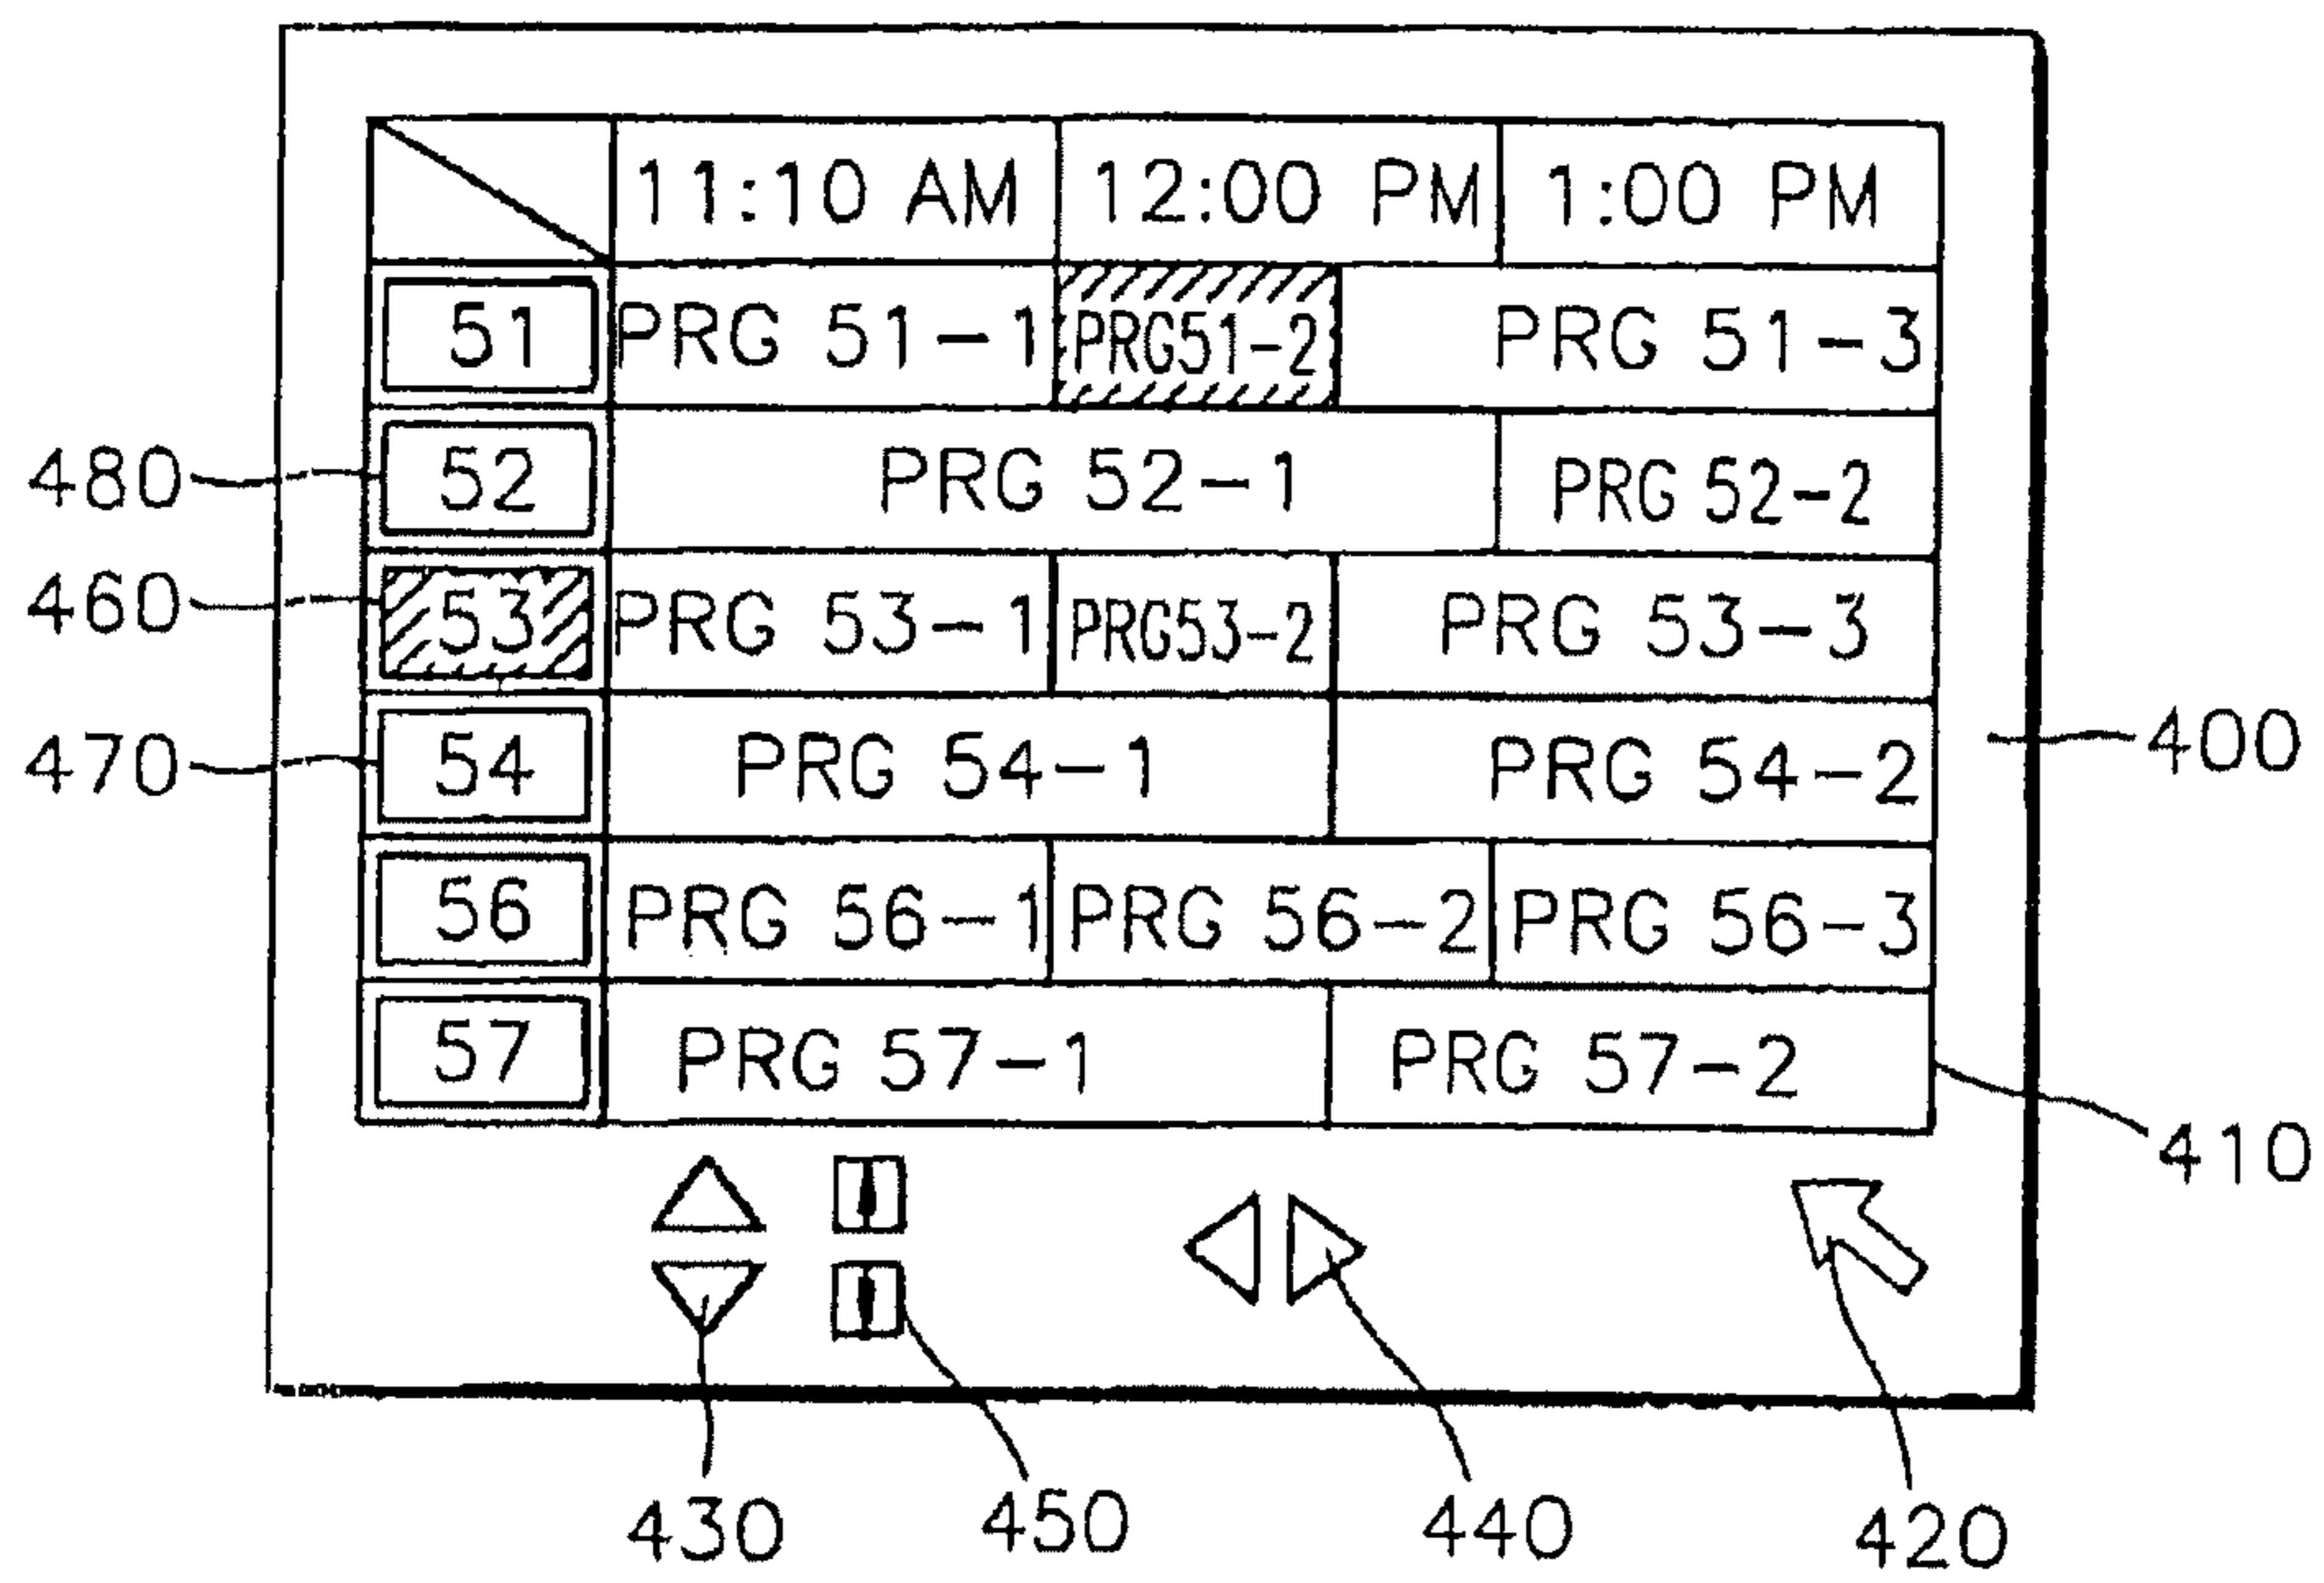 11:10 AM 12:00 PM 1:00 PM
51 PRG 51-1 PRG51-2 PRG 51-3
480 52 PRG 52-1 PRG 52-2
460 53 PRG 53-1 PRG53-2 PRG 53-3
470 54 PRG 54-1 PRG 54-2 400
56 PRG 56-1 PRG 56-2 PRG 56-3
57 PRG 57-1 PRG 57-2
410
430 450 440 420